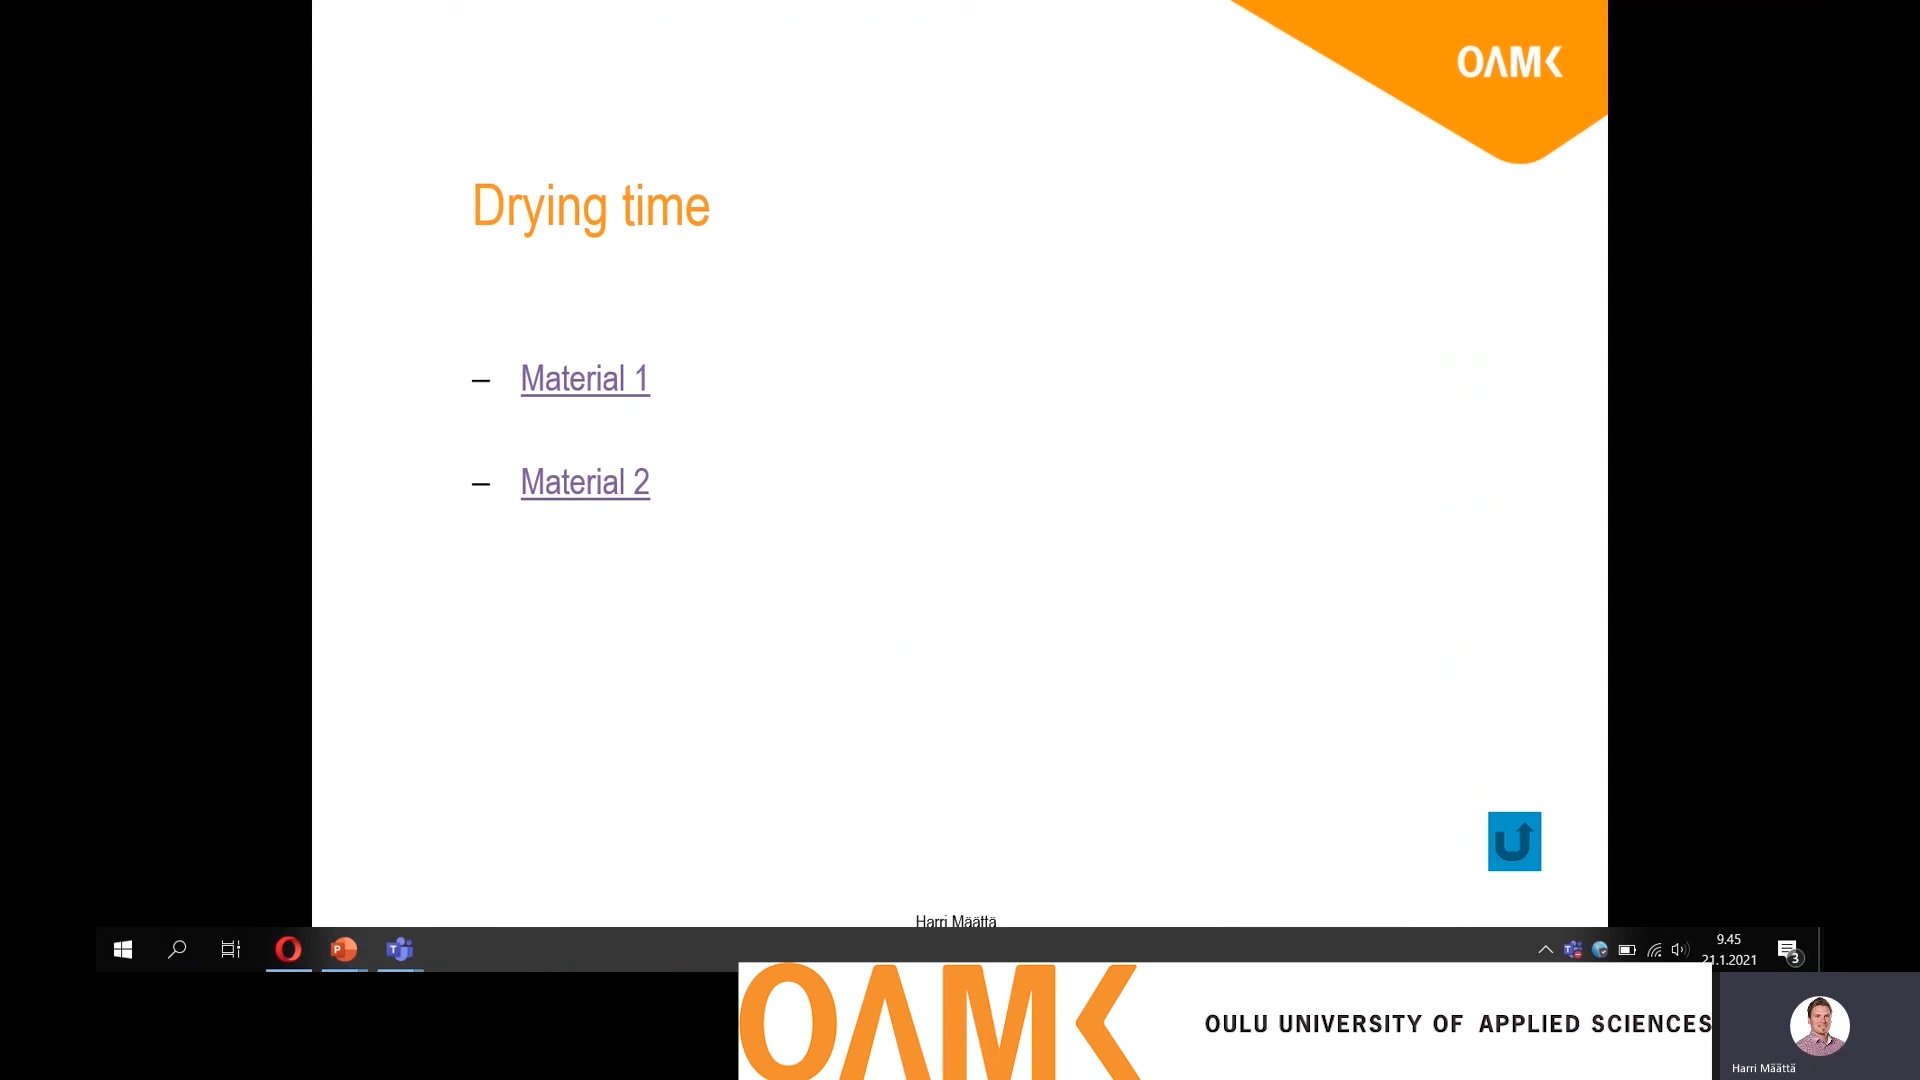 OAMK
Drying time
– Material 1
– Material 2
Harri Määttä
9.45
21.1.2021
3
OAMK
OULU UNIVERSITY OF APPLIED SCIENCES
Harri Määttä